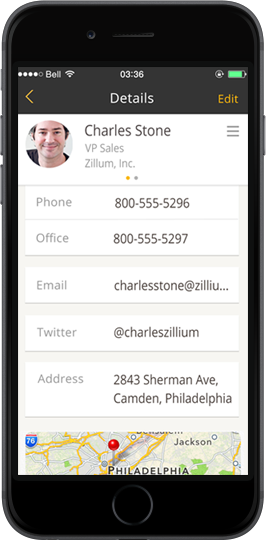 Bell 03:36
Details Edit
Charles Stone
VP Sales
Zillum, Inc.
Phone 800-555-5296
Office 800-555-5297
Email charlesstone@zilliu...
Twitter @charleszillium
Address 2843 Sherman Ave,
Camden, Philadelphia
76 Jackson
PHILADELPHIA